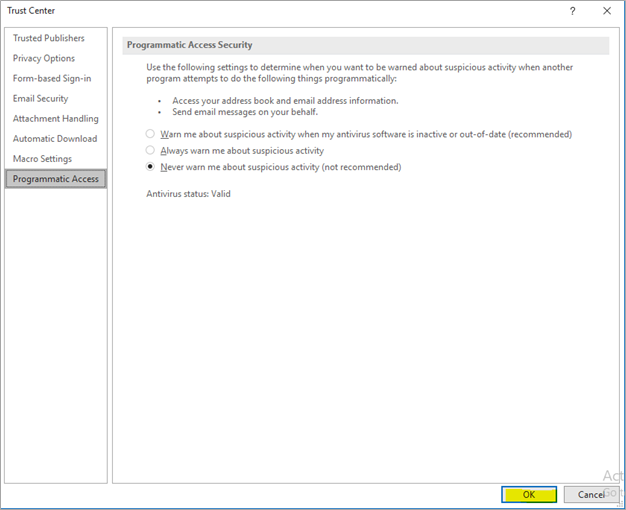 Trust Center
?
Trusted Publishers
Privacy Options
Form-based Sign-in
Email Security
Attachment Handling
Automatic Download
Macro Settings
Programmatic Access
Programmatic Access Security
Use the following settings to determine when you want to be warned about suspicious activity when another
program attempts to do the following things programmatically:
• Access your address book and email address information.
• Send email messages on your behalf.
Warn me about suspicious activity when my antivirus software is inactive or out-of-date (recommended)
Always warn me about suspicious activity
Never warn me about suspicious activity (not recommended)
Antivirus status: Valid
OK
Cancel
Act